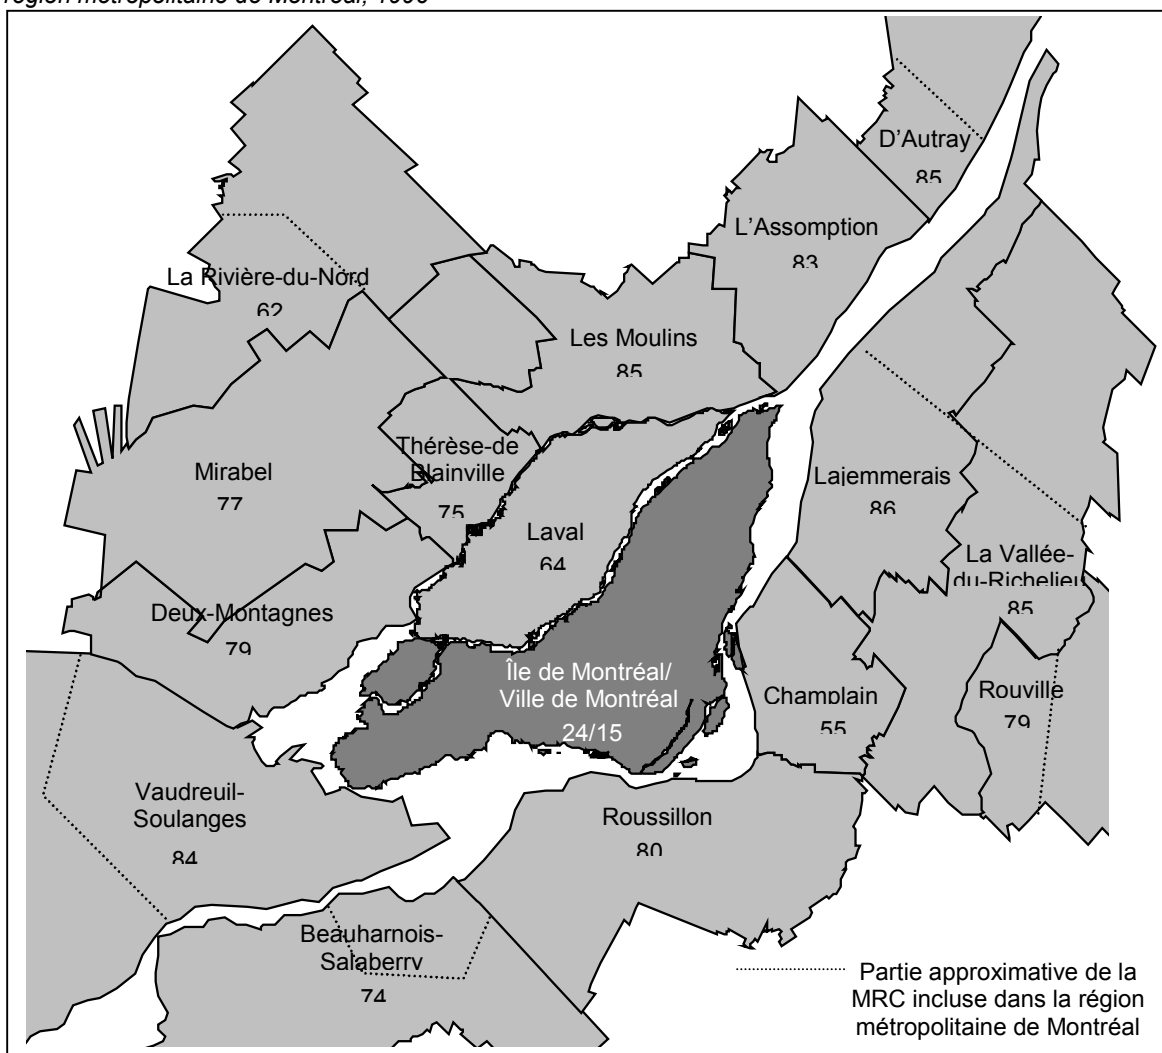 région métropolitaine de Montréal, 1996
D'Autray
85
L'Assomption
83
La Rivière-du-Nord
62
Les Moulins
85
Thérèse-de
Blainville
75
Mirabel
77
Lajemmerais
86
Laval
64
La Vallée-
du-Richelieu
85
Deux-Montagnes
79
Île de Montréal/
Ville de Montréal
24/15
Champlain
55
Rouville
79
Vaudreuil-
Soulanges
84
Roussillon
80
Beauharnois-
Salaberry
74
Partie approximative de la
MRC incluse dans la région
métropolitaine de Montréal